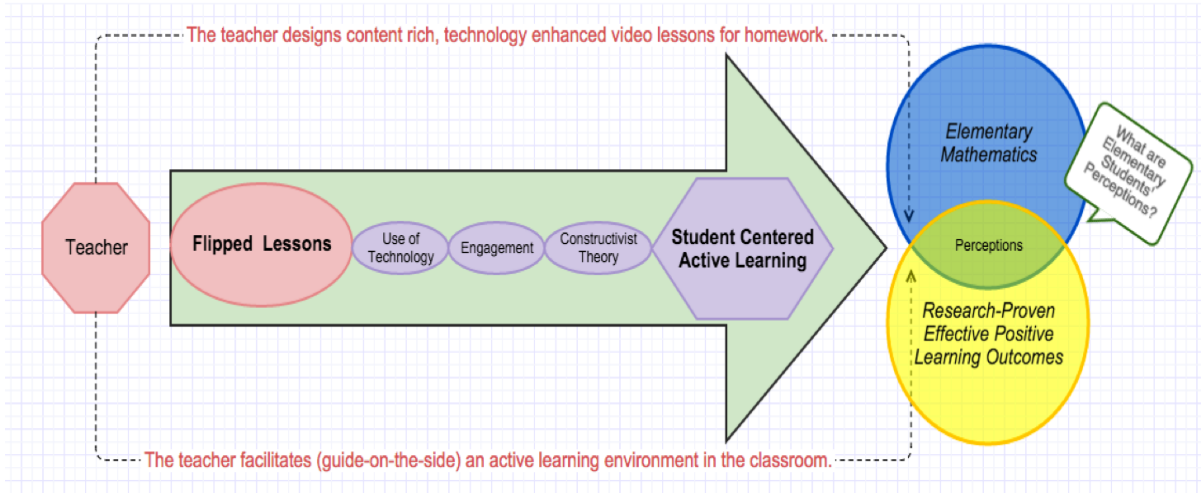 The teacher designs content rich, technology enhanced video lessons for homework.
Teacher
Flipped Lessons
Use of
Technology
Engagement
Constructivist
Theory
Student Centered
Active Learning
Elementary
Mathematics
What are
Elementary
Students'
Perceptions?
Perceptions
Research-Proven
Effective Positive
Learning Outcomes
The teacher facilitates (guide-on-the-side) an active learning environment in the classroom.